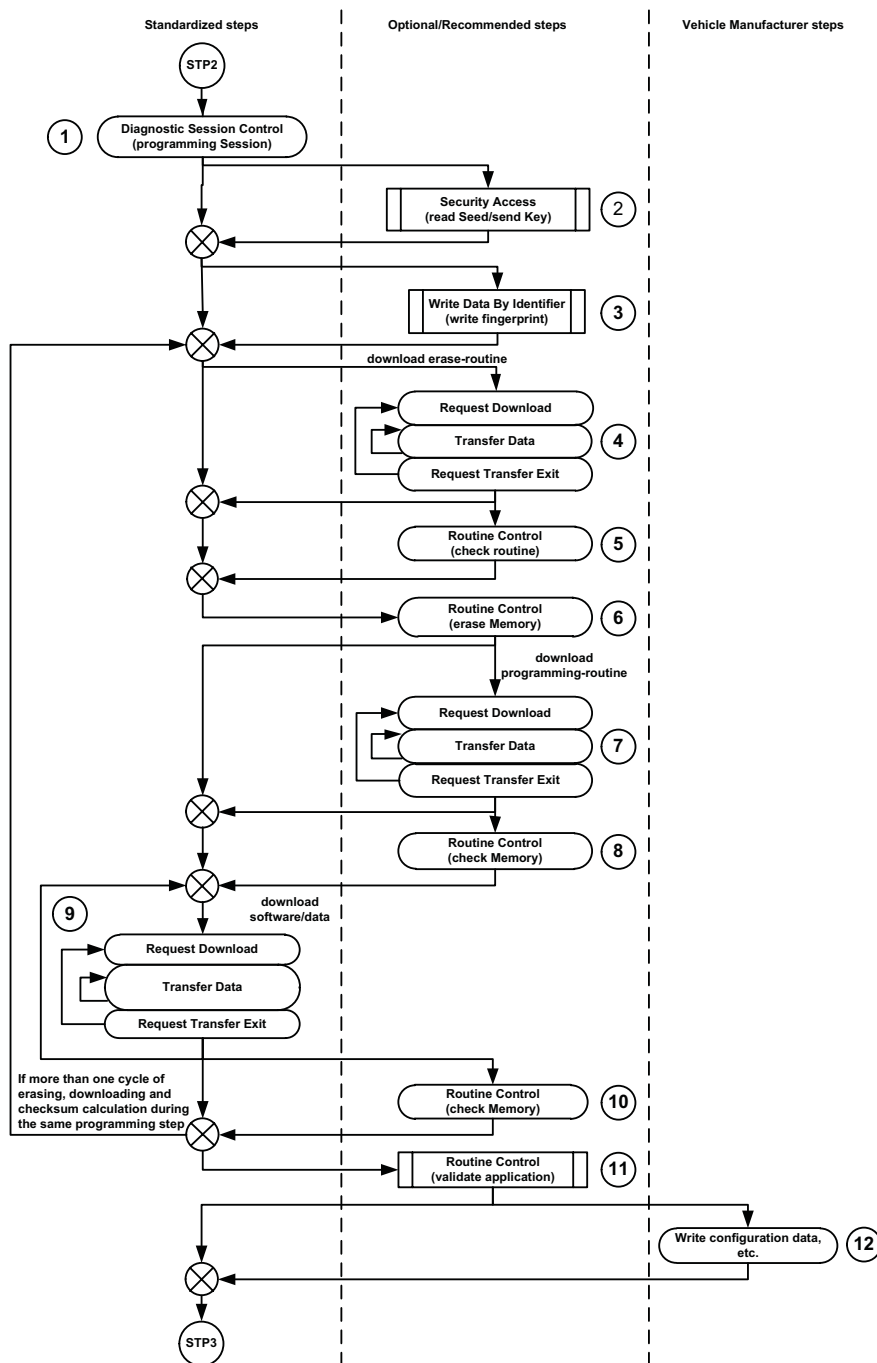 Standardized steps
Optional/Recommended steps
Vehicle Manufacturer steps
STP2
1
Diagnostic Session Control
(programming Session)
Security Access
(read Seed/send Key)
2
Write Data By Identifier
(write fingerprint)
3
download erase-routine
Request Download
Transfer Data
4
Request Transfer Exit
Routine Control
(check routine)
5
Routine Control
(erase Memory)
6
download
programming-routine
Request Download
Transfer Data
7
Request Transfer Exit
Routine Control
(check Memory)
8
download
software/data
9
Request Download
Transfer Data
Request Transfer Exit
If more than one cycle of
erasing, downloading and
checksum calculation during
the same programming step
Routine Control
(check Memory)
10
Routine Control
(validate application)
11
Write configuration data,
etc.
12
STP3